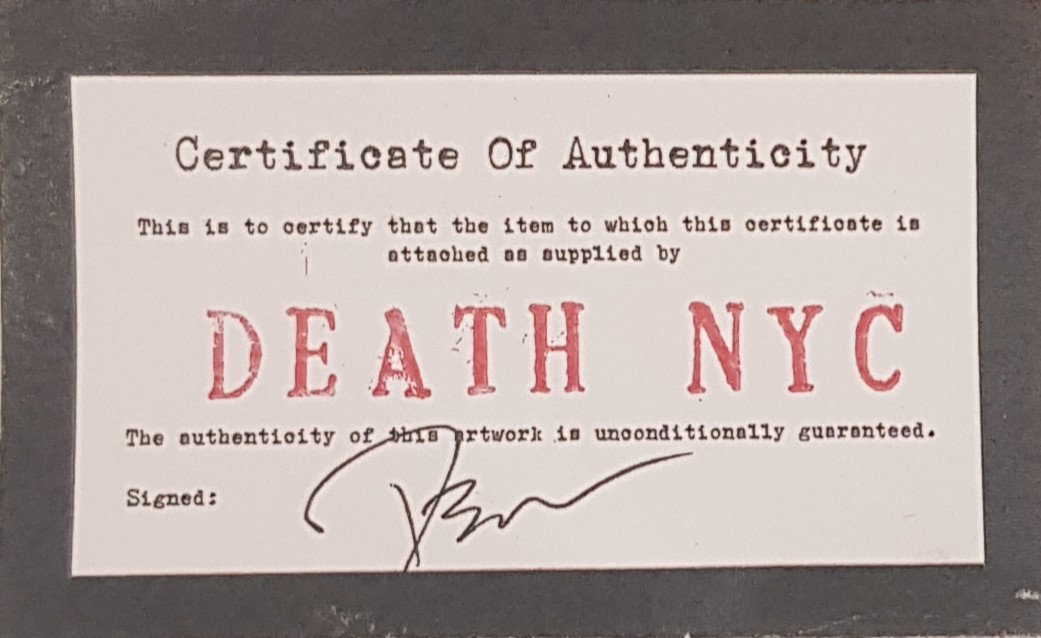 Certificate Of Authenticity
This is to certify that the item to which this certificate is
attached as supplied by
DEATH NYC
The authenticity of this artwork is unconditionally guaranteed.
Signed: